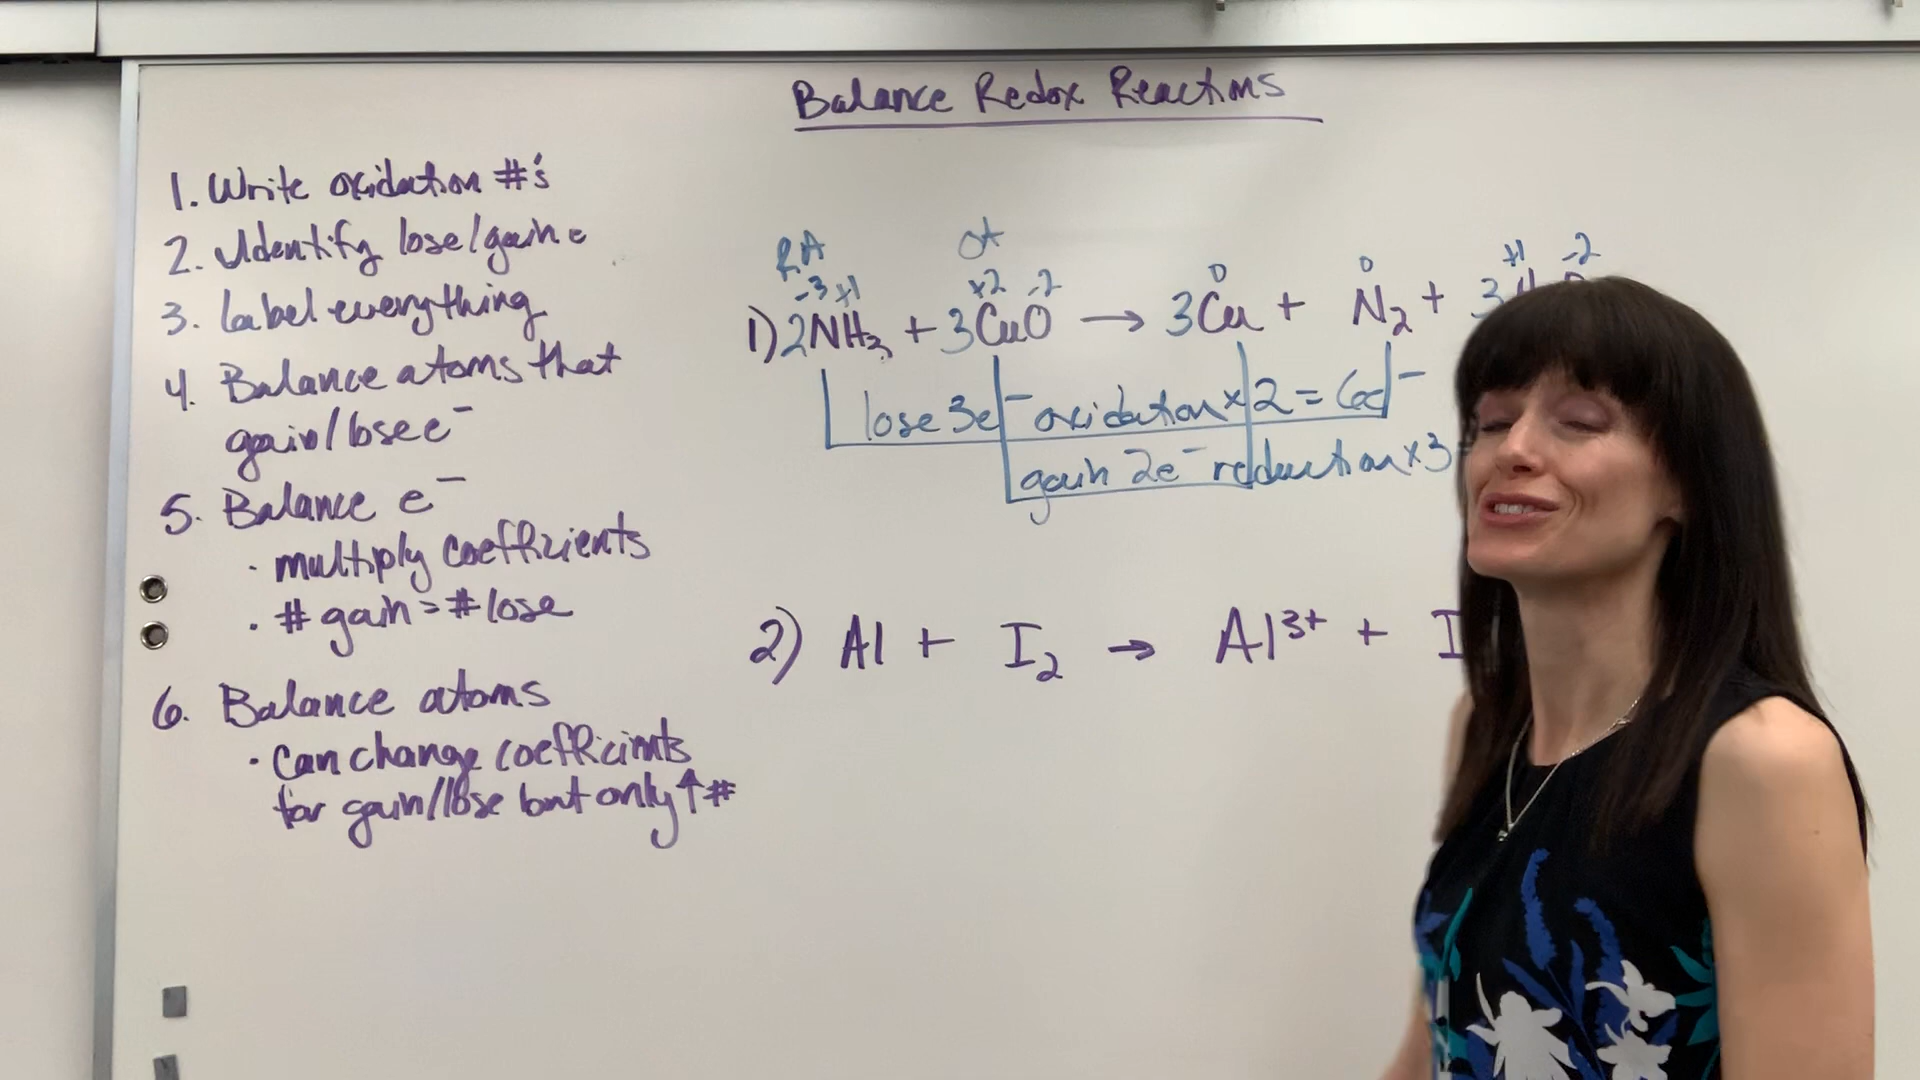 Balance Redox Reactions
1. Write oxidation #'s
2. Identify lose/gain e
3. Label everything
4. Balance atoms that
gain/lose e⁻
5. Balance e⁻
· multiply coefficients
· # gain = # lose
6. Balance atoms
· Can change coefficients
for gain/lose but only ↑ #
RA OA
-3 +1 +2 -2 0 0 +1 -2
1) 2NH₃ + 3CuO → 3Cu + N₂ + 3
lose 3e⁻ oxidation x 2 = 6e⁻
gain 2e⁻ reduction x 3
2) Al + I₂ → Al³⁺ + I